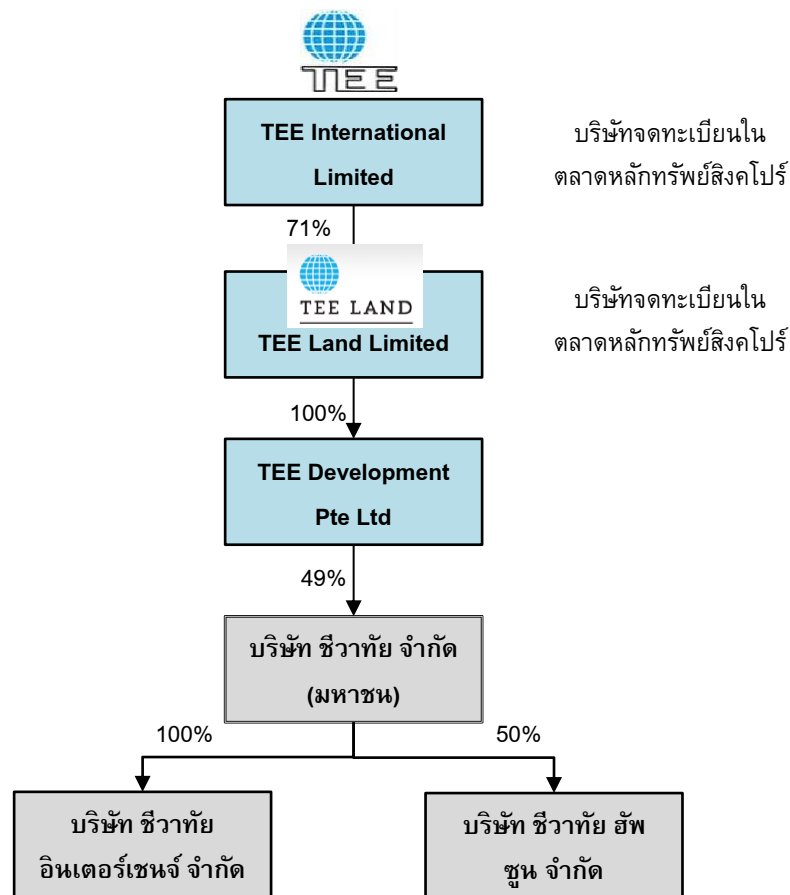 TEE
TEE International
Limited
บริษัทจดทะเบียนใน
ตลาดหลักทรัพย์สิงคโปร์
71%
TEE LAND
TEE Land Limited
บริษัทจดทะเบียนใน
ตลาดหลักทรัพย์สิงคโปร์
100%
TEE Development
Pte Ltd
49%
บริษัท ชีวาทัย จำกัด
(มหาชน)
100%
50%
บริษัท ชีวาทัย
อินเตอร์เชนจ์ จำกัด
บริษัท ชีวาทัย ฮัพ
ซูน จำกัด